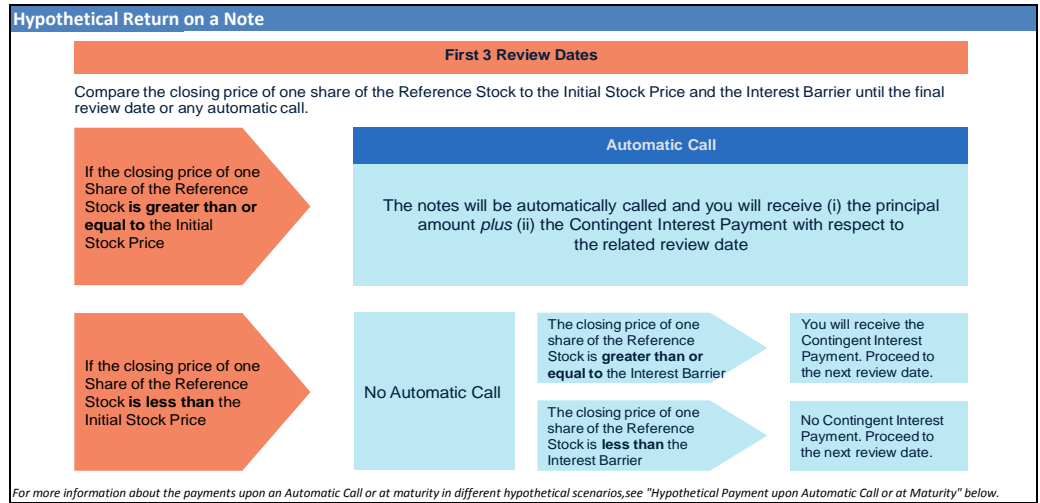 Hypothetical Return on a Note
First 3 Review Dates
Compare the closing price of one share of the Reference Stock to the Initial Stock Price and the Interest Barrier until the final
review date or any automatic call.
If the closing price of one
Share of the Reference
Stock is greater than or
equal to the Initial
Stock Price
Automatic Call
The notes will be automatically called and you will receive (i) the principal
amount plus (ii) the Contingent Interest Payment with respect to
the related review date
If the closing price of one
Share of the Reference
Stock is less than the
Initial Stock Price
No Automatic Call
The closing price of one
share of the Reference
Stock is greater than or
equal to the Interest Barrier
You will receive the
Contingent Interest
Payment. Proceed to
the next review date.
The closing price of one
share of the Reference
Stock is less than the
Interest Barrier
No Contingent Interest
Payment. Proceed to
the next review date.
For more information about the payments upon an Automatic Call or at maturity in different hypothetical scenarios,see "Hypothetical Payment upon Automatic Call or at Maturity" below.